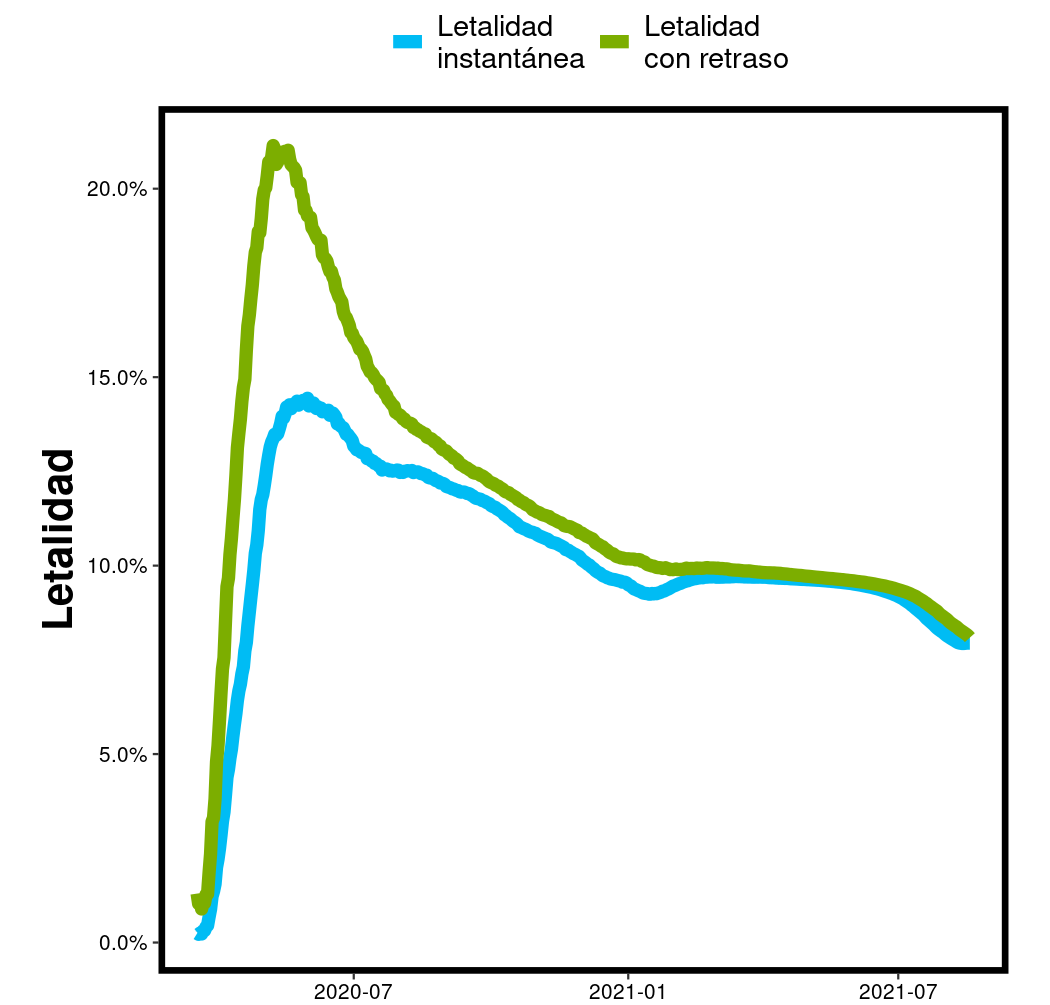 Letalidad
instantánea
Letalidad
con retraso
Letalidad
20.0%
15.0%
10.0%
5.0%
0.0%
2020-07
2021-01
2021-07